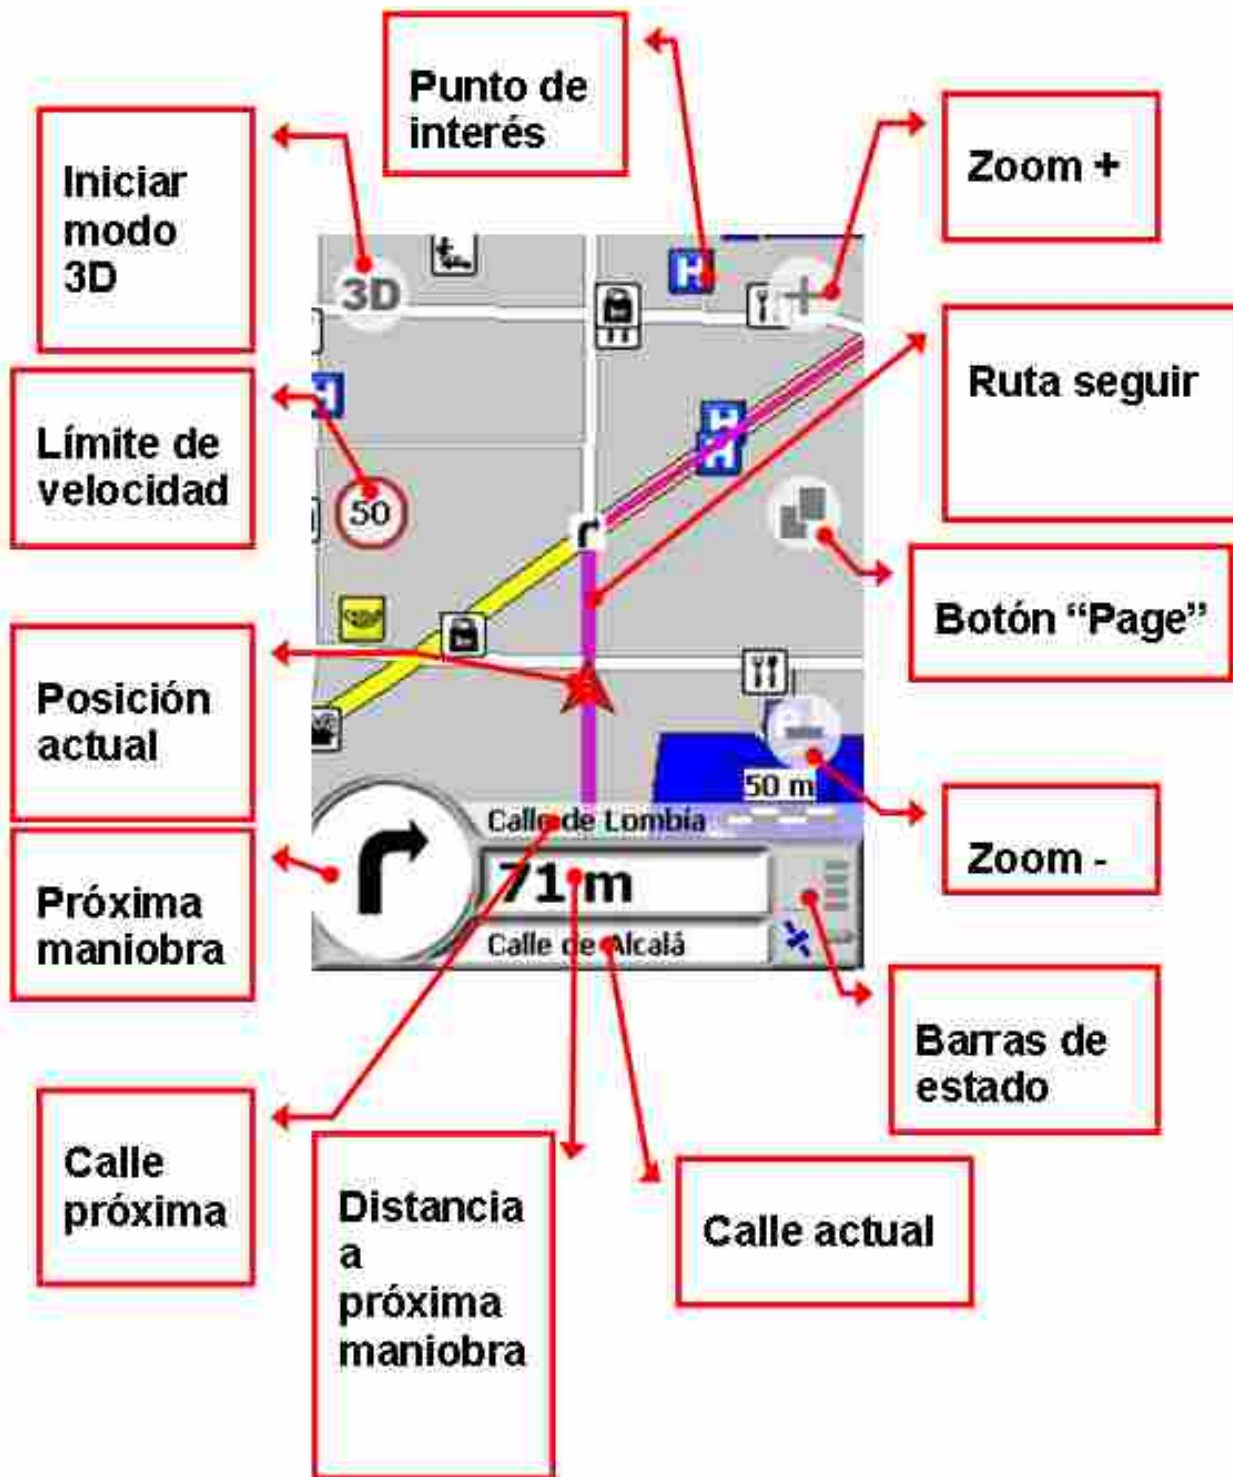 Punto de
interés
Zoom +
Iniciar
modo
3D
3D
H
H
Ruta seguir
Límite de
velocidad
H
H
50
Botón “Page”
Posición
actual
50 m
Calle de Lombía
Zoom -
71 m
Próxima
maniobra
Calle de Alcalá
Barras de
estado
Calle
próxima
Distancia
a
próxima
maniobra
Calle actual